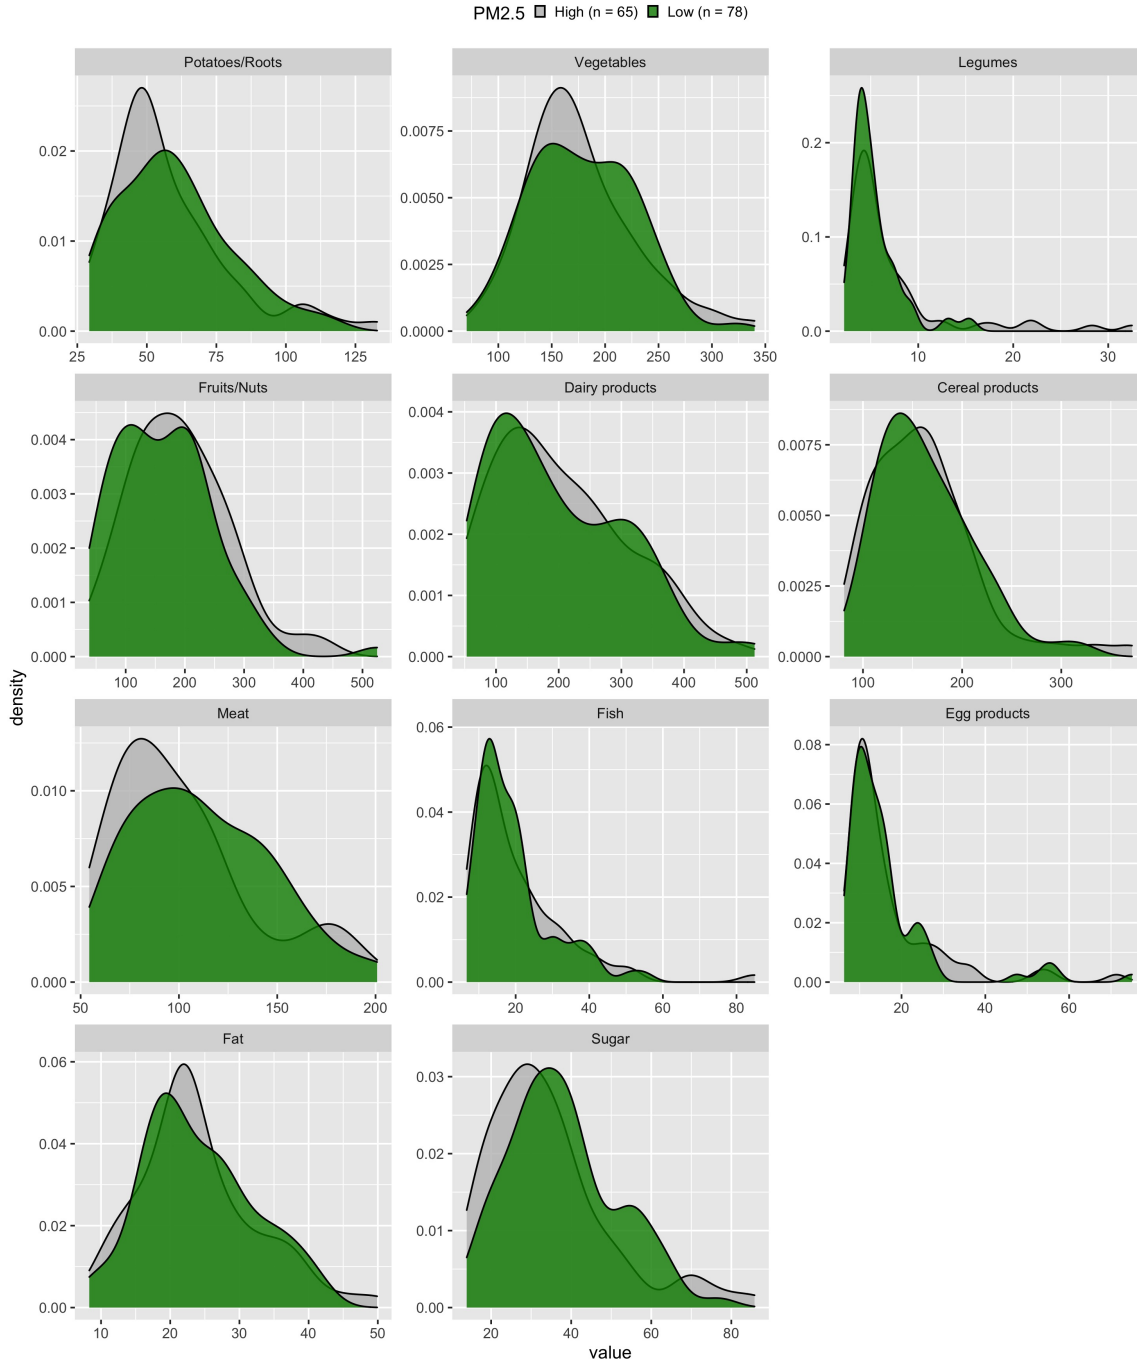 PM2.5 High (n = 65) Low (n = 78)
Potatoes/Roots Vegetables Legumes
0.02
0.01
0.00
25 50 75 100 125
0.0075
0.0050
0.0025
0.0000
100 150 200 250 300 350
0.2
0.1
0.0
10 20 30
Fruits/Nuts Dairy products Cereal products
0.004
0.003
0.002
0.001
0.000
100 200 300 400 500
0.004
0.003
0.002
0.001
0.000
100 200 300 400 500
0.0075
0.0050
0.0025
0.0000
100 200 300
density
Meat Fish Egg products
0.010
0.005
0.000
50 100 150 200
0.06
0.04
0.02
0.00
20 40 60 80
0.08
0.06
0.04
0.02
0.00
20 40 60
Fat Sugar
0.06
0.04
0.02
0.00
10 20 30 40 50
0.03
0.02
0.01
0.00
20 40 60 80
value